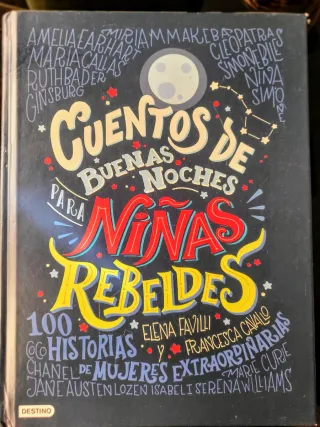 AMELIA EARHART MIRIAM MAKEBA CLEOPATRA
MARIA CALLAS SIMONE BILES
RUTH BADER GINSBURG NINA SIMONE
CUENTOS DE
BUENAS NOCHES
PARA
NIÑAS
REBELDES
100 HISTORIAS
ELENA FAVILLI
Y FRANCESCA CAVALLO
DE MUJERES EXTRAORDINARIAS
COCO CHANEL MARIE CURIE
JANE AUSTEN LOZEN ISABEL I SERENA WILLIAMS
DESTINO